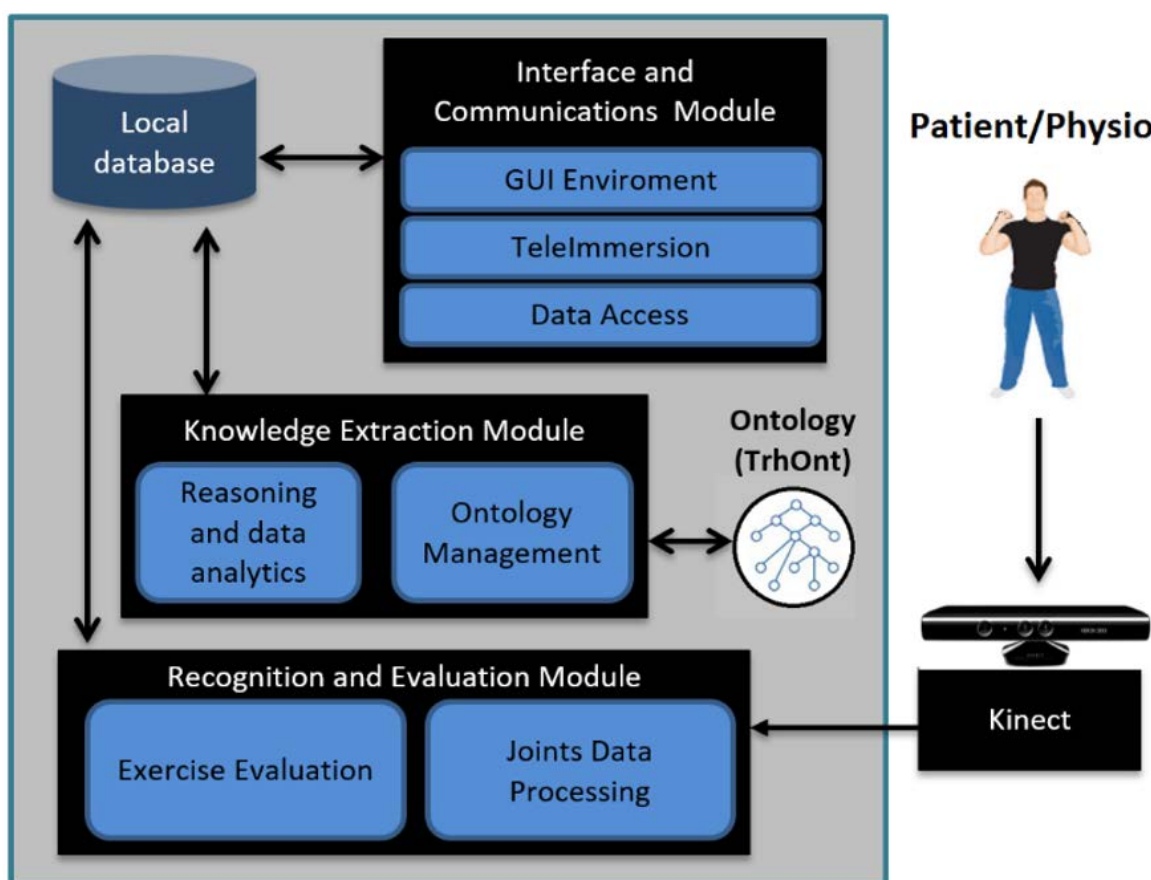 Local
database
Interface and
Communications Module
GUI Enviroment
TeleImmersion
Data Access
Patient/Physio
Knowledge Extraction Module
Reasoning
and data
analytics
Ontology
Management
Ontology
(TrhOnt)
Recognition and Evaluation Module
Exercise Evaluation
Joints Data
Processing
Kinect